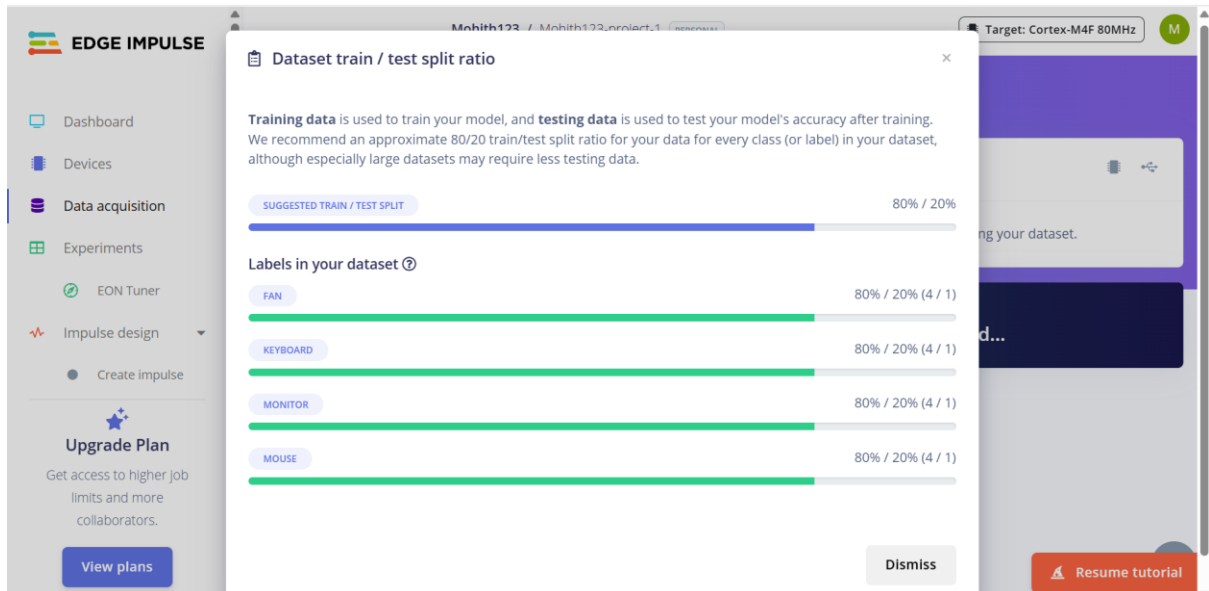 EDGE IMPULSE
Mohith123 / Mohith123-project-1 PERSONAL
Target: Cortex-M4F 80MHz
M
Dashboard
Devices
Data acquisition
Experiments
EON Tuner
Impulse design
Create impulse
Upgrade Plan
Get access to higher job
limits and more
collaborators.
View plans
Dataset train / test split ratio
×
Training data is used to train your model, and testing data is used to test your model's accuracy after training.
We recommend an approximate 80/20 train/test split ratio for your data for every class (or label) in your dataset,
although especially large datasets may require less testing data.
SUGGESTED TRAIN / TEST SPLIT 80% / 20%
Labels in your dataset ?
FAN 80% / 20% (4 / 1)
KEYBOARD 80% / 20% (4 / 1)
MONITOR 80% / 20% (4 / 1)
MOUSE 80% / 20% (4 / 1)
Dismiss
ng your dataset.
d...
Resume tutorial